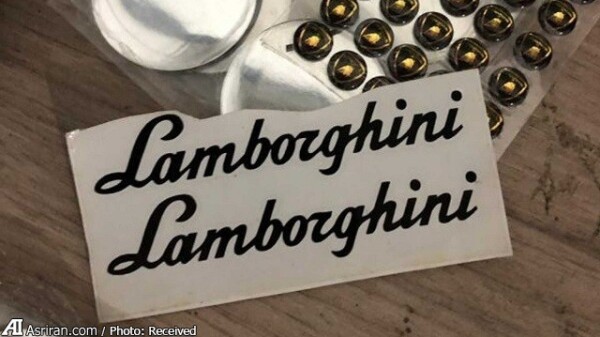 Lamborghini
Lamborghini
Asriran.com / Photo: Received